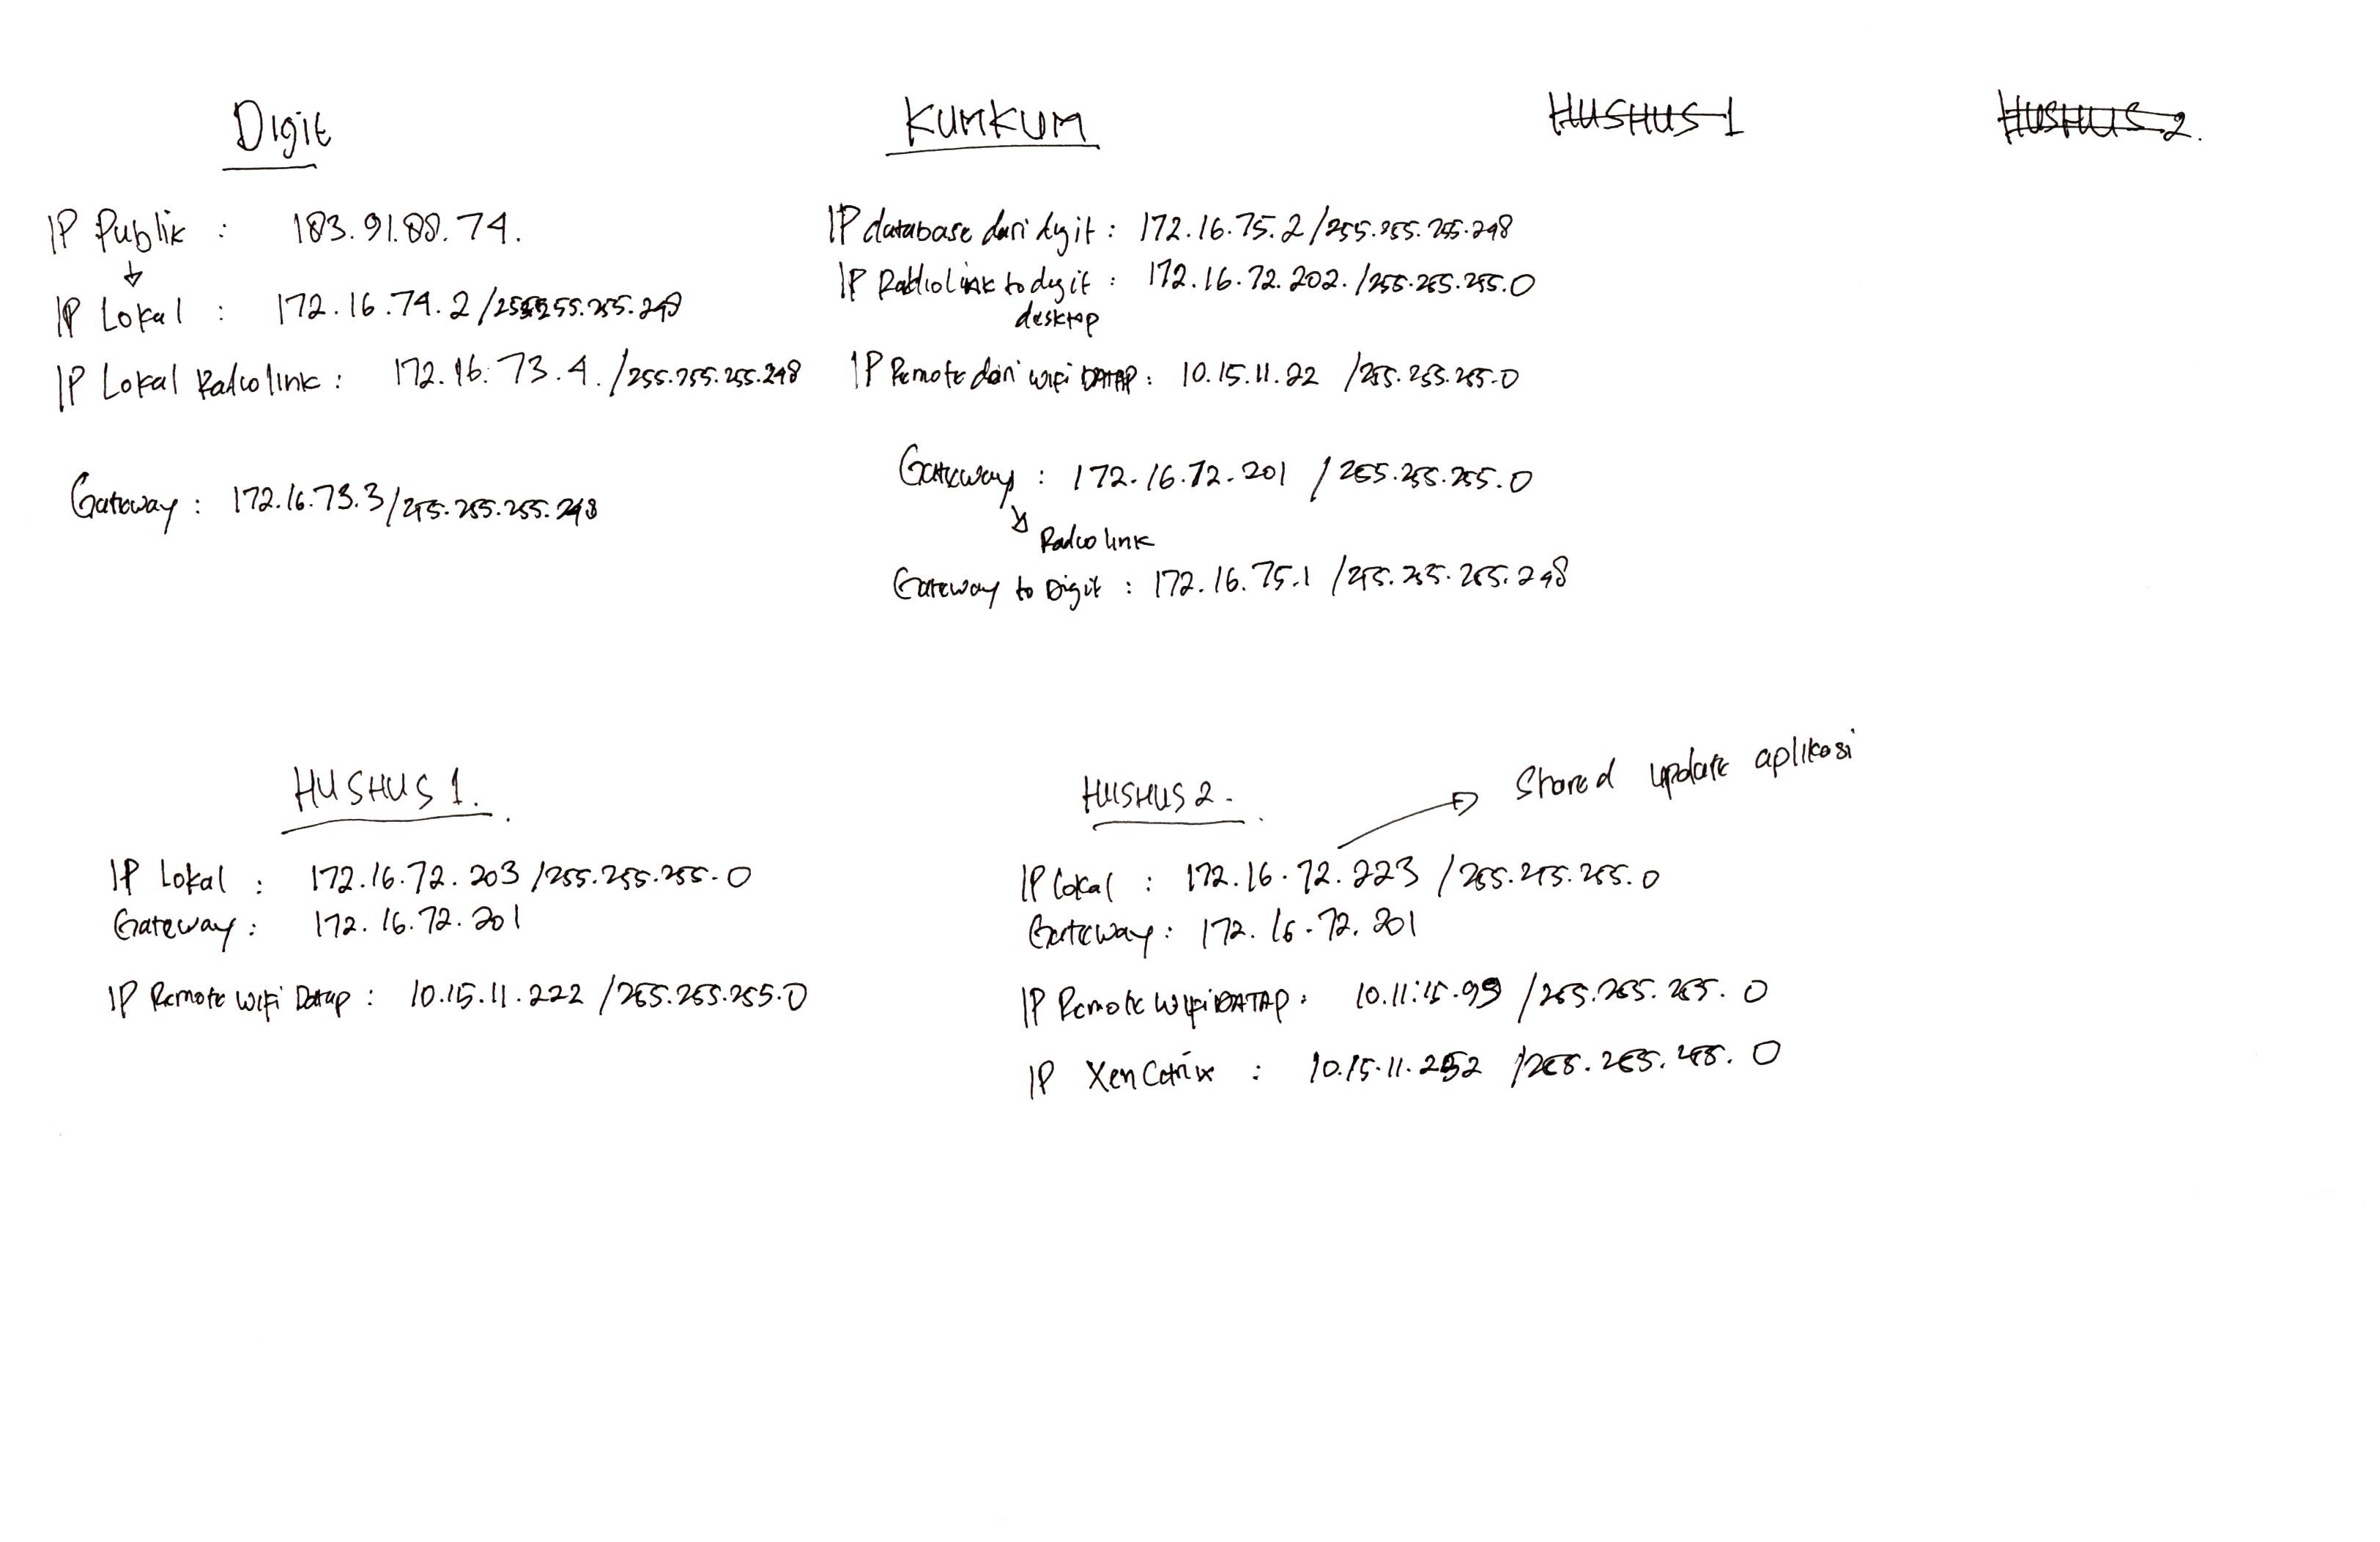 Digit
IP Publik : 183.91.88.74.
IP Lokal : 172.16.74.2/255.255.255.248
IP Lokal Radiolink : 172.16.73.4./255.255.255.248
Gateway : 172.16.73.3/255.255.255.248
KUMKUM
IP database dari digit : 172.16.75.2/255.255.255.248
IP Radiolink to digit : 172.16.72.202./255.255.255.0
desktop
IP Remote dari wifi DATAP : 10.15.11.22 /255.255.255.0
Gateway : 172.16.72.201 /255.255.255.0
Radio link
Gateway to Digit : 172.16.75.1 /255.255.255.248
HUSHUS 1
HUSHUS 2.
HUSHUS 1.
IP Lokal : 172.16.72.203 /255.255.255.0
Gateway : 172.16.72.201
IP Remote wifi Datap : 10.15.11.222 /255.255.255.0
HUSHUS 2.
Shared update aplikasi
IP Lokal : 172.16.72.223 /255.255.255.0
Gateway : 172.16.72.201
IP Remote Wifi DATAP : 10.11.15.99 /255.255.255.0
IP Xen Cetrix : 10.15.11.252 /255.255.255.0